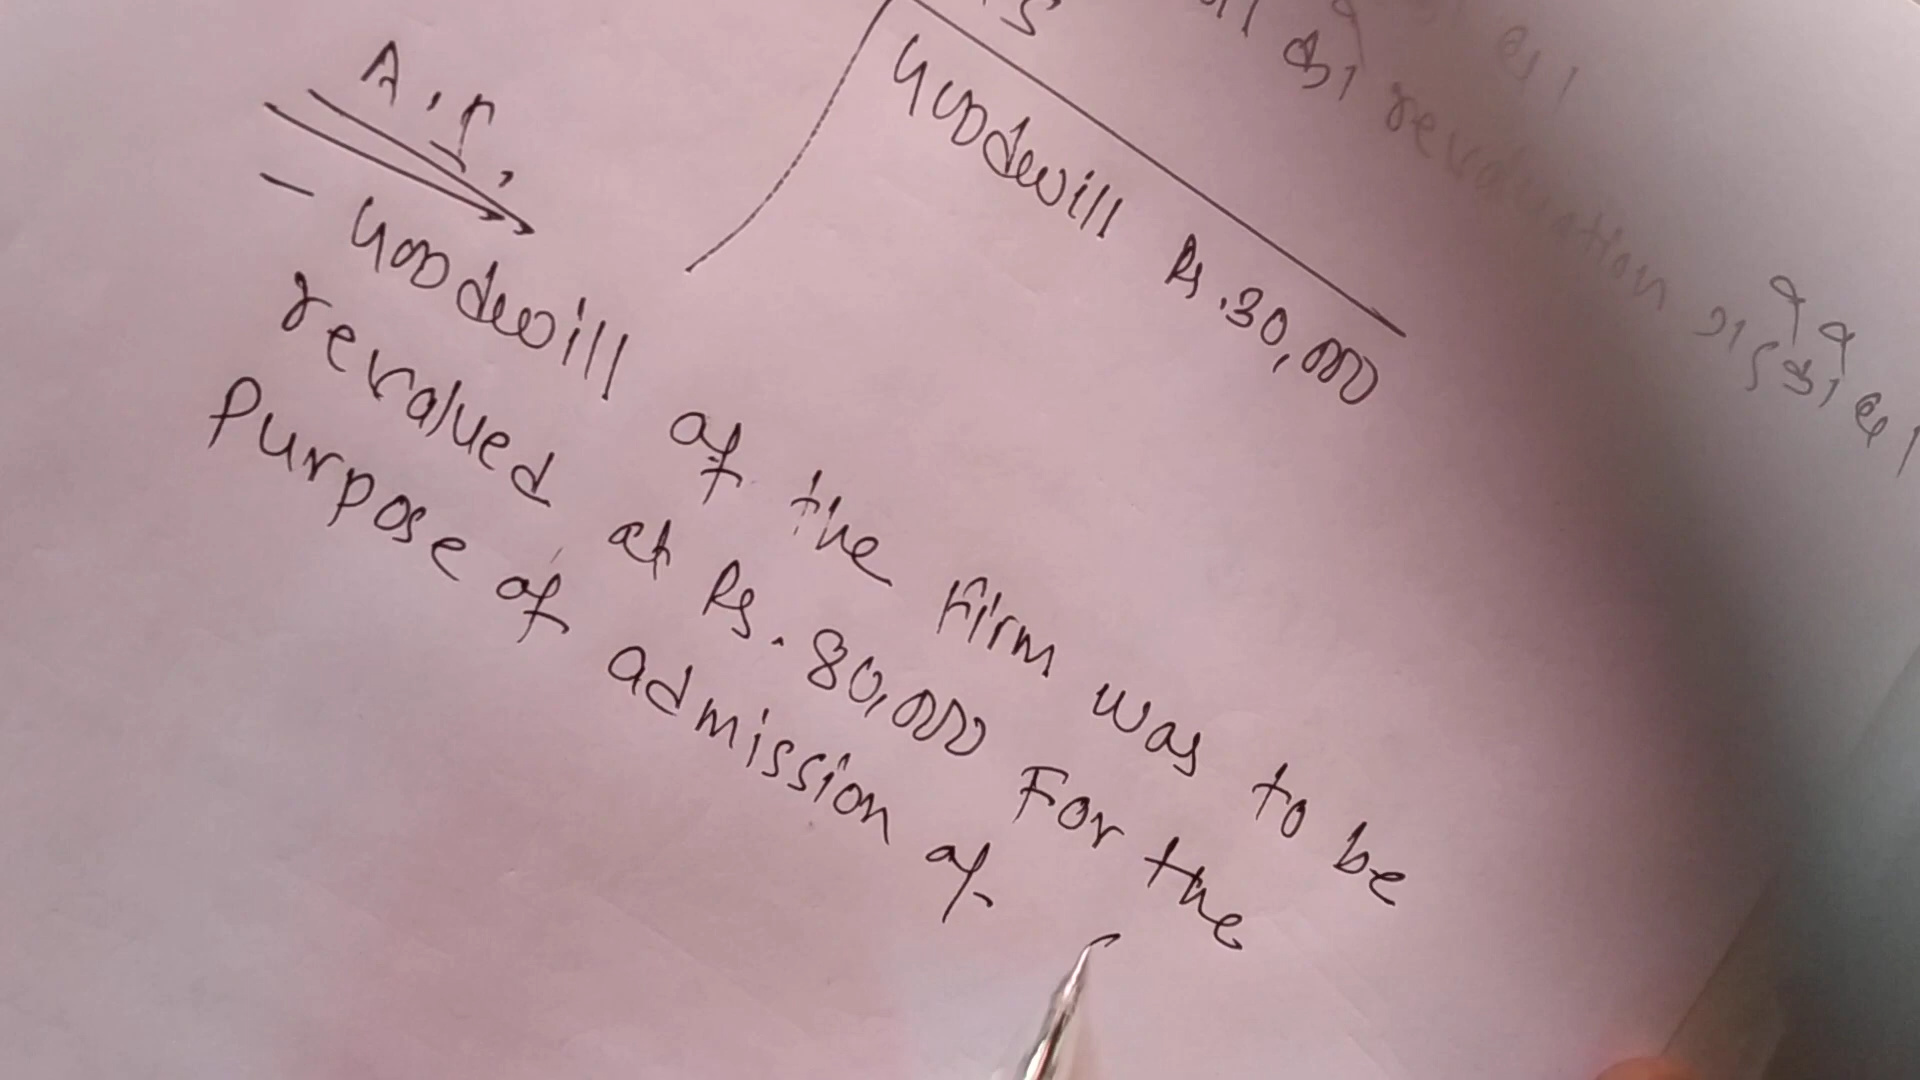 Goodwill Rs.30,000
A.I.
- Goodwill of the Firm was to be
revalued at Rs. 80,000 For the
Purpose of admission of